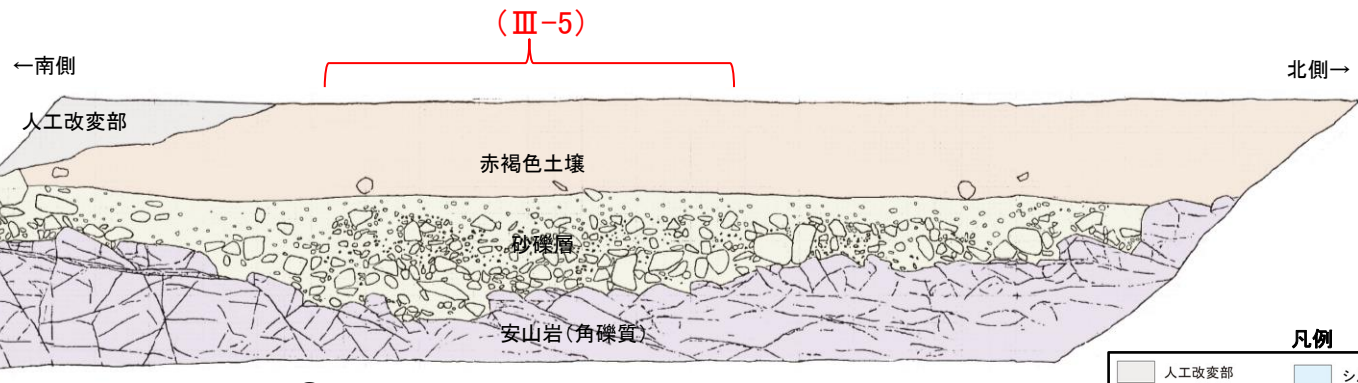 (Ⅲ-5)
←南側
北側→
人工改変部
赤褐色土壌
砂礫層
安山岩(角礫質)
凡例
人工改変部
シ